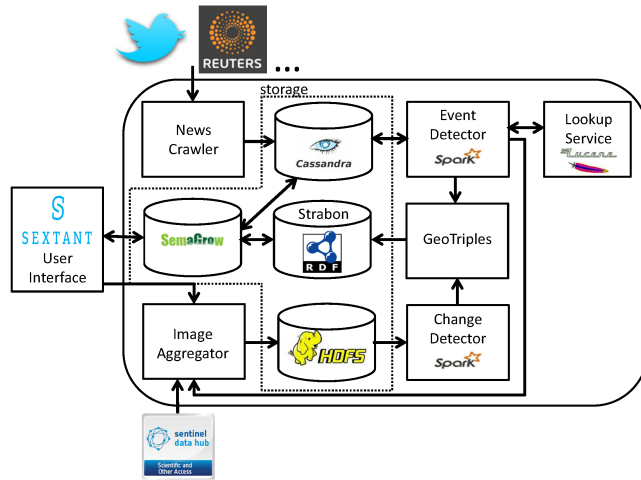 REUTERS
...
storage
News
Crawler
Cassandra
Event
Detector
Spark
Lookup
Service
Lucene
SEXTANT
User
Interface
SemaGrow
Strabon
RDF
GeoTriples
Image
Aggregator
HDFS
Change
Detector
Spark
sentinel
data hub
Scientific and
Other Access